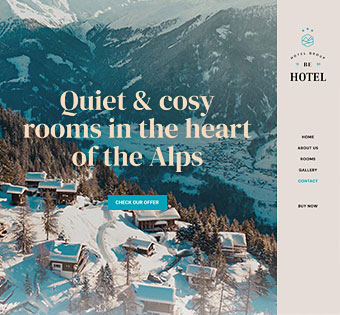 Quiet & cosy
rooms in the heart
of the Alps
CHECK OUR OFFER
HOTEL GROUP
BE
HOTEL
HOME
ABOUT US
ROOMS
GALLERY
CONTACT
BUY NOW